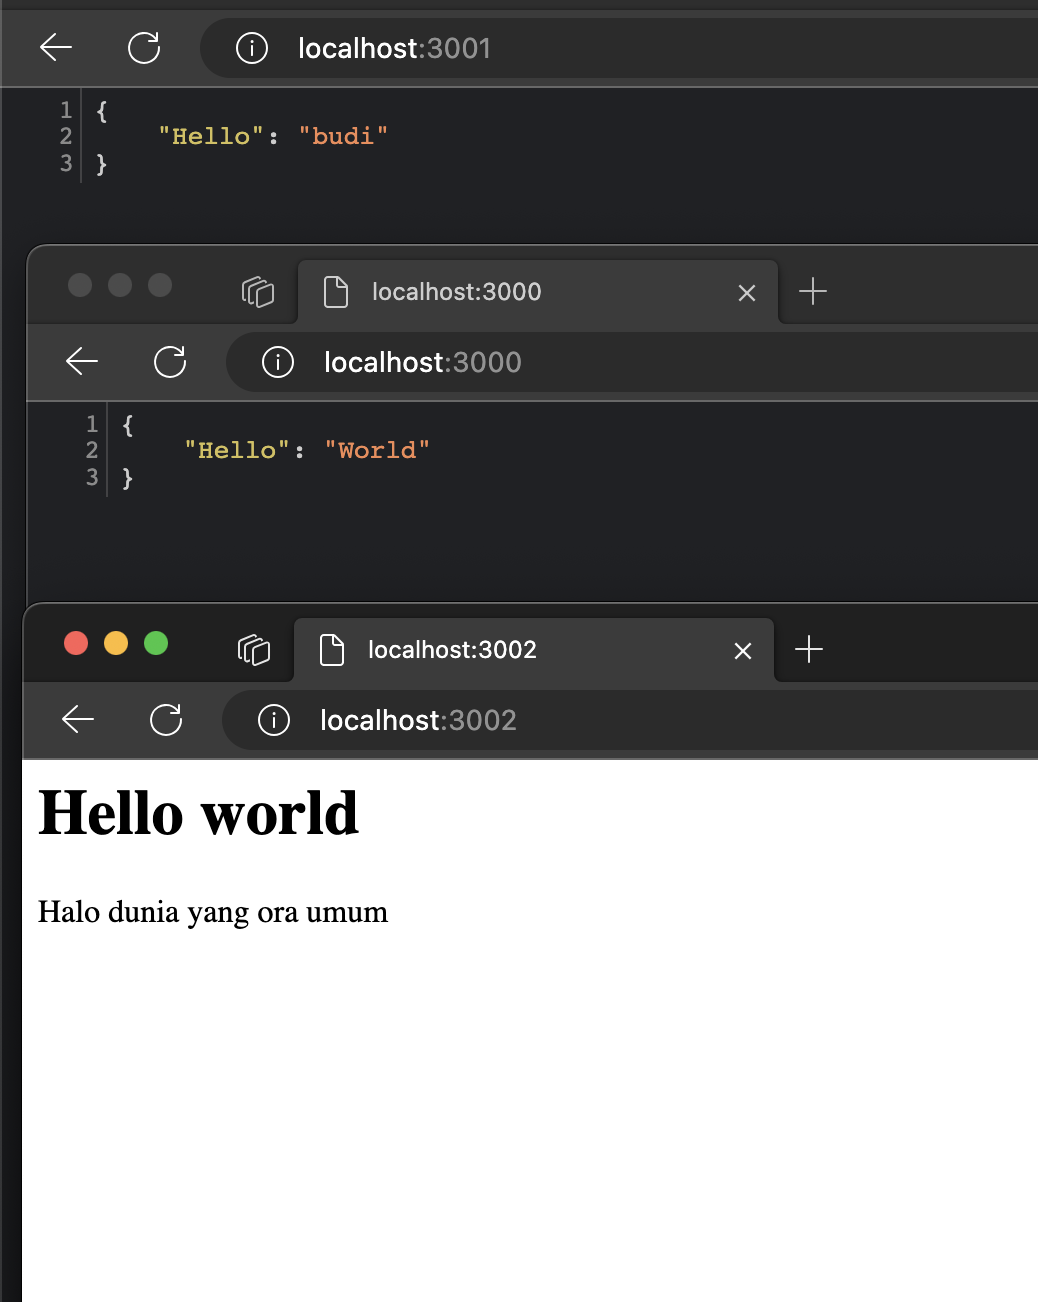 localhost:3001
1 {
2 "Hello": "budi"
3 }
localhost:3000
localhost:3000
1 {
2 "Hello": "World"
3 }
localhost:3002
localhost:3002
Hello world
Halo dunia yang ora umum